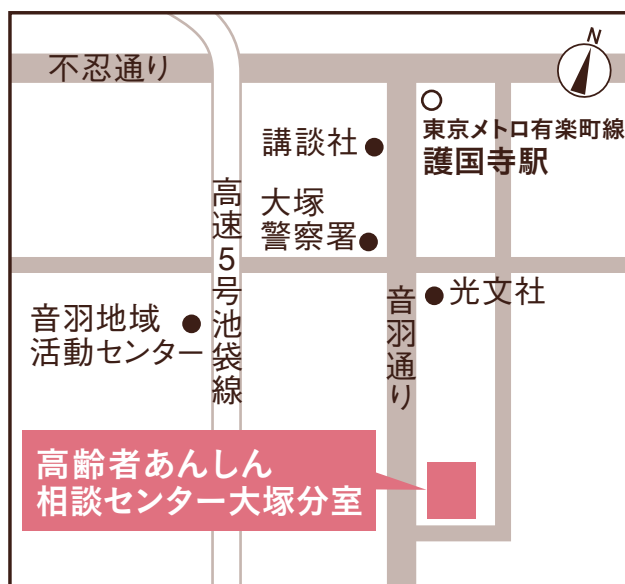 N
不忍通り
東京メトロ有楽町線
護国寺駅
講談社
大塚
警察署
高速5号池袋線
音羽通り
光文社
音羽地域
活動センター
高齢者あんしん
相談センター大塚分室